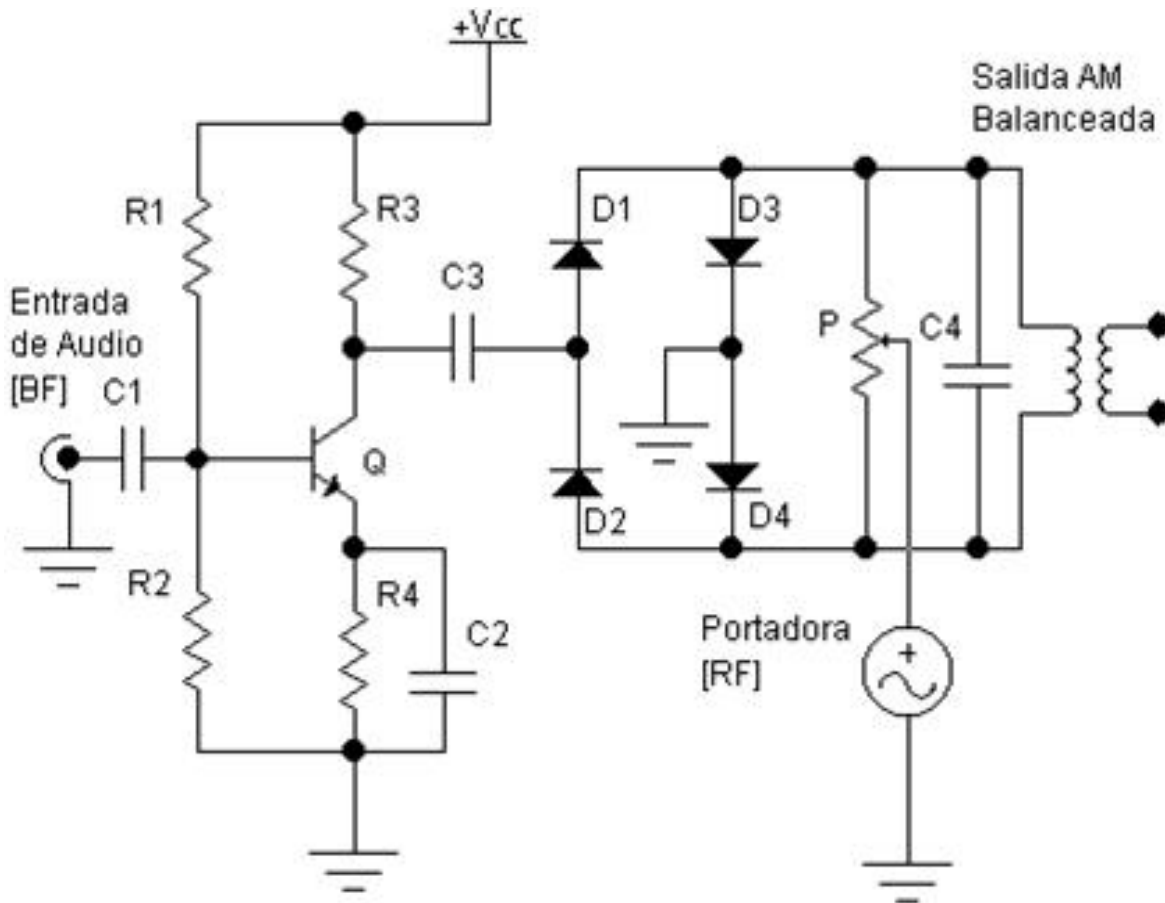 +Vcc
Salida AM
Balanceada
R1
R3
D1
D3
C3
Entrada
de Audio
[BF]
C1
P
C4
Q
D2
D4
R2
R4
C2
Portadora
[RF]
+